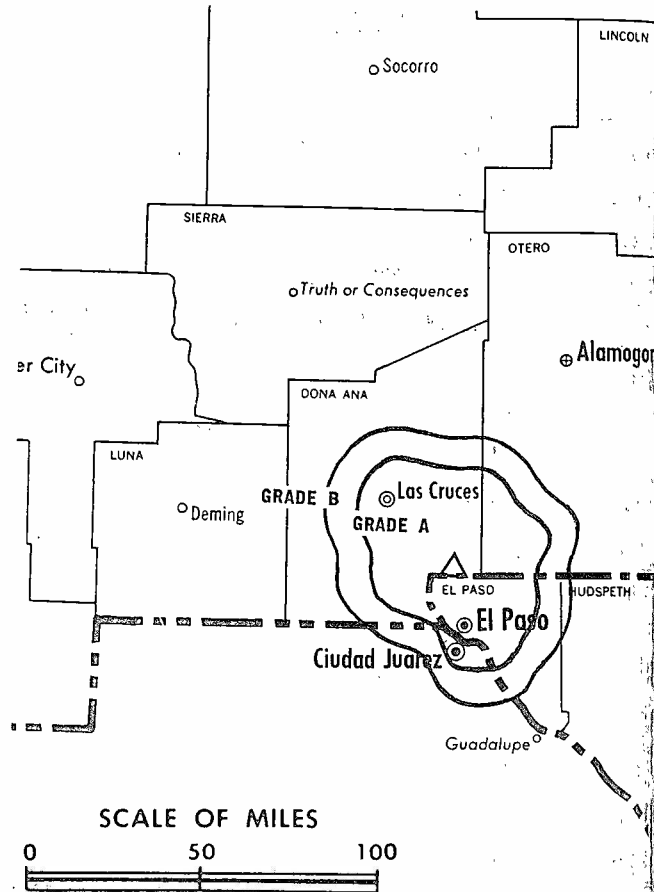 LINCOLN
Socorro
SIERRA
OTERO
Truth or Consequences
Alamogor
er City
DONA ANA
LUNA
GRADE B
Las Cruces
Deming
GRADE A
EL PASO
HUDSPETH
El Paso
Ciudad Juarez
Guadalupe
SCALE OF MILES
0 50 100